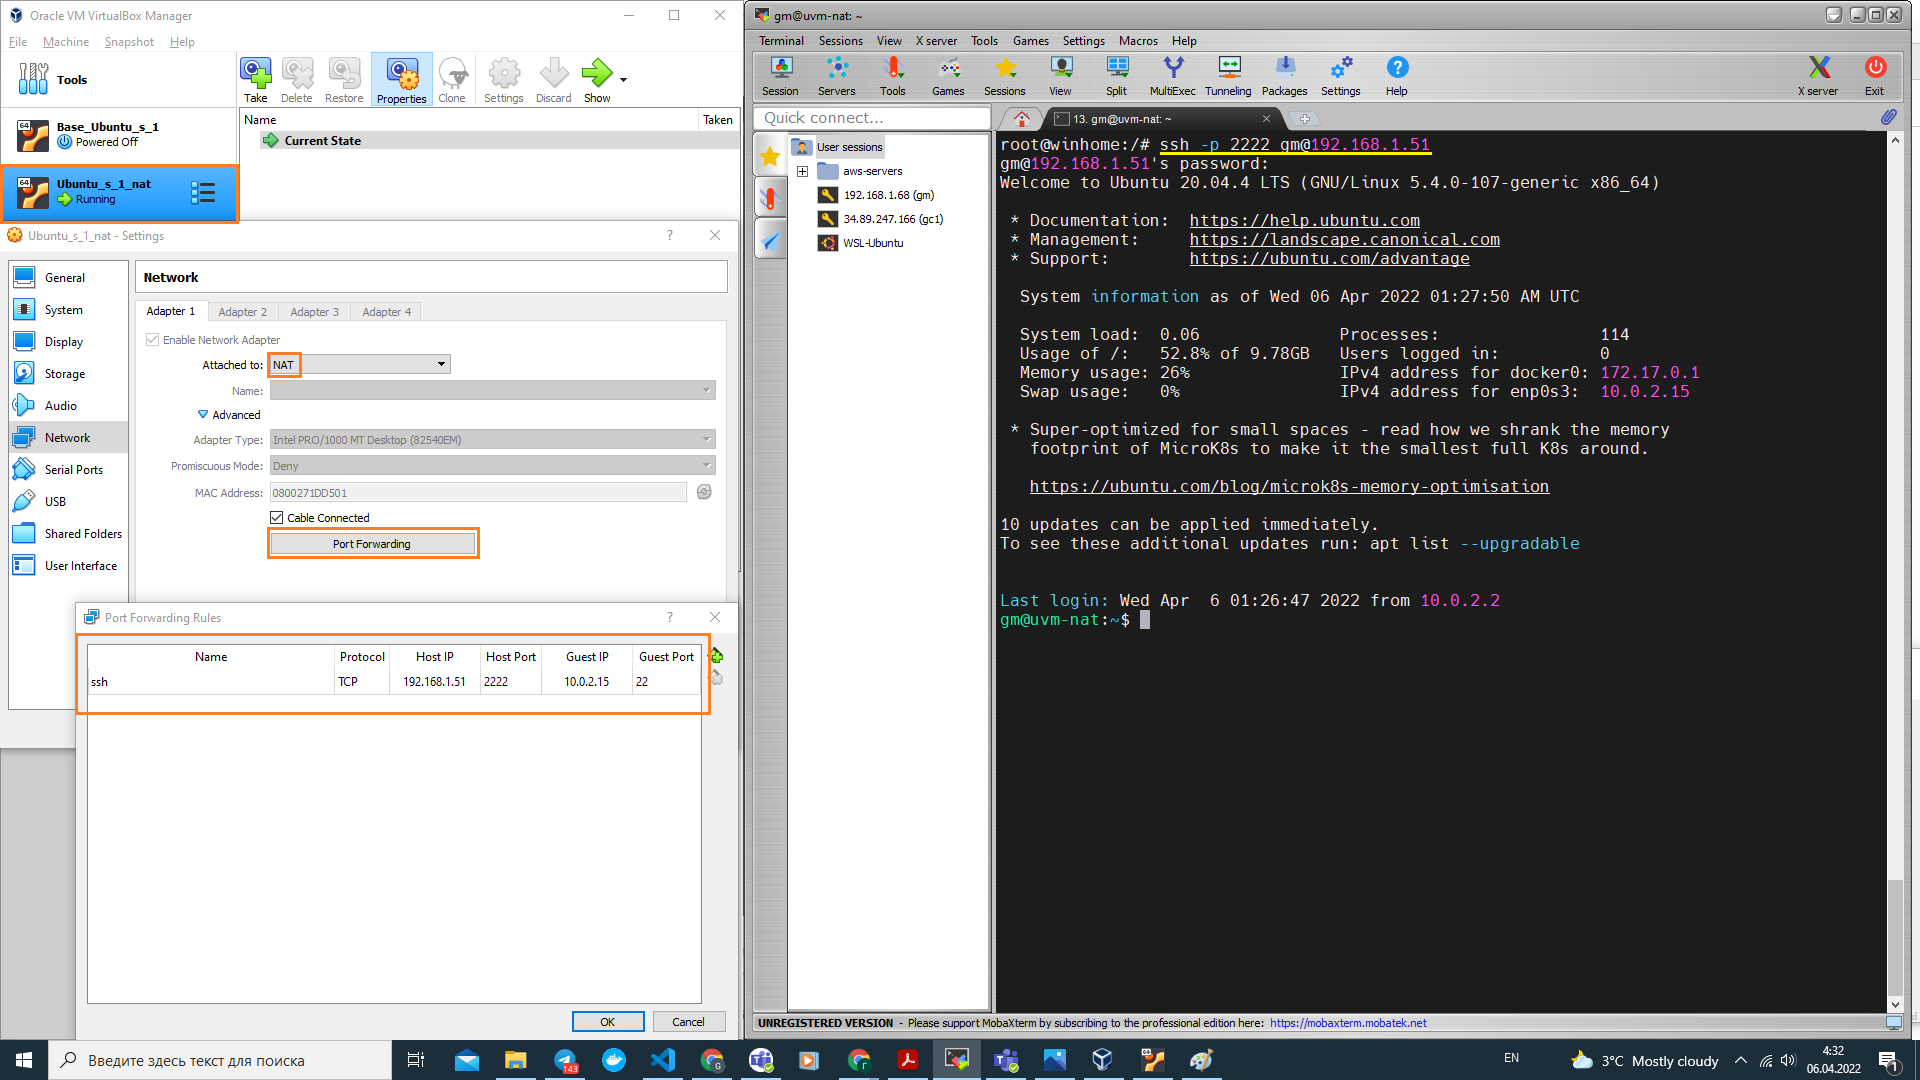 Oracle VM VirtualBox Manager
File Machine Snapshot Help
Tools
Take Delete Restore Properties Clone Settings Discard Show
Name Taken
Current State
64
Base_Ubuntu_s_1
Powered Off
64
Ubuntu_s_1_nat
Running
Ubuntu_s_1_nat - Settings ?
General
System
Display
Storage
Audio
Network
Serial Ports
USB
Shared Folders
User Interface
Network
Adapter 1 Adapter 2 Adapter 3 Adapter 4
Enable Network Adapter
Attached to: NAT
Name:
Advanced
Adapter Type: Intel PRO/1000 MT Desktop (82540EM)
Promiscuous Mode: Deny
MAC Address: 0800271DD501
Cable Connected
Port Forwarding
Port Forwarding Rules ?
Name Protocol Host IP Host Port Guest IP Guest Port
ssh TCP 192.168.1.51 2222 10.0.2.15 22
OK Cancel
gm@uvm-nat: ~
Terminal Sessions View X server Tools Games Settings Macros Help
Session Servers Tools Games Sessions View Split MultiExec Tunneling Packages Settings Help X server Exit
Quick connect...
13. gm@uvm-nat: ~
User sessions
aws-servers
192.168.1.68 (gm)
34.89.247.166 (gc1)
WSL-Ubuntu
root@winhome:/# ssh -p 2222 gm@192.168.1.51
gm@192.168.1.51's password:
Welcome to Ubuntu 20.04.4 LTS (GNU/Linux 5.4.0-107-generic x86_64)
* Documentation: https://help.ubuntu.com
* Management: https://landscape.canonical.com
* Support: https://ubuntu.com/advantage
System information as of Wed 06 Apr 2022 01:27:50 AM UTC
System load: 0.06 Processes: 114
Usage of /: 52.8% of 9.78GB Users logged in: 0
Memory usage: 26% IPv4 address for docker0: 172.17.0.1
Swap usage: 0% IPv4 address for enp0s3: 10.0.2.15
* Super-optimized for small spaces - read how we shrank the memory
footprint of MicroK8s to make it the smallest full K8s around.
https://ubuntu.com/blog/microk8s-memory-optimisation
10 updates can be applied immediately.
To see these additional updates run: apt list --upgradable
Last login: Wed Apr  6 01:26:47 2022 from 10.0.2.2
gm@uvm-nat:~$
UNREGISTERED VERSION - Please support MobaXterm by subscribing to the professional edition here: https://mobaxterm.mobatek.net
Введите здесь текст для поиска
143
EN
3°C Mostly cloudy
4:32
06.04.2022
1